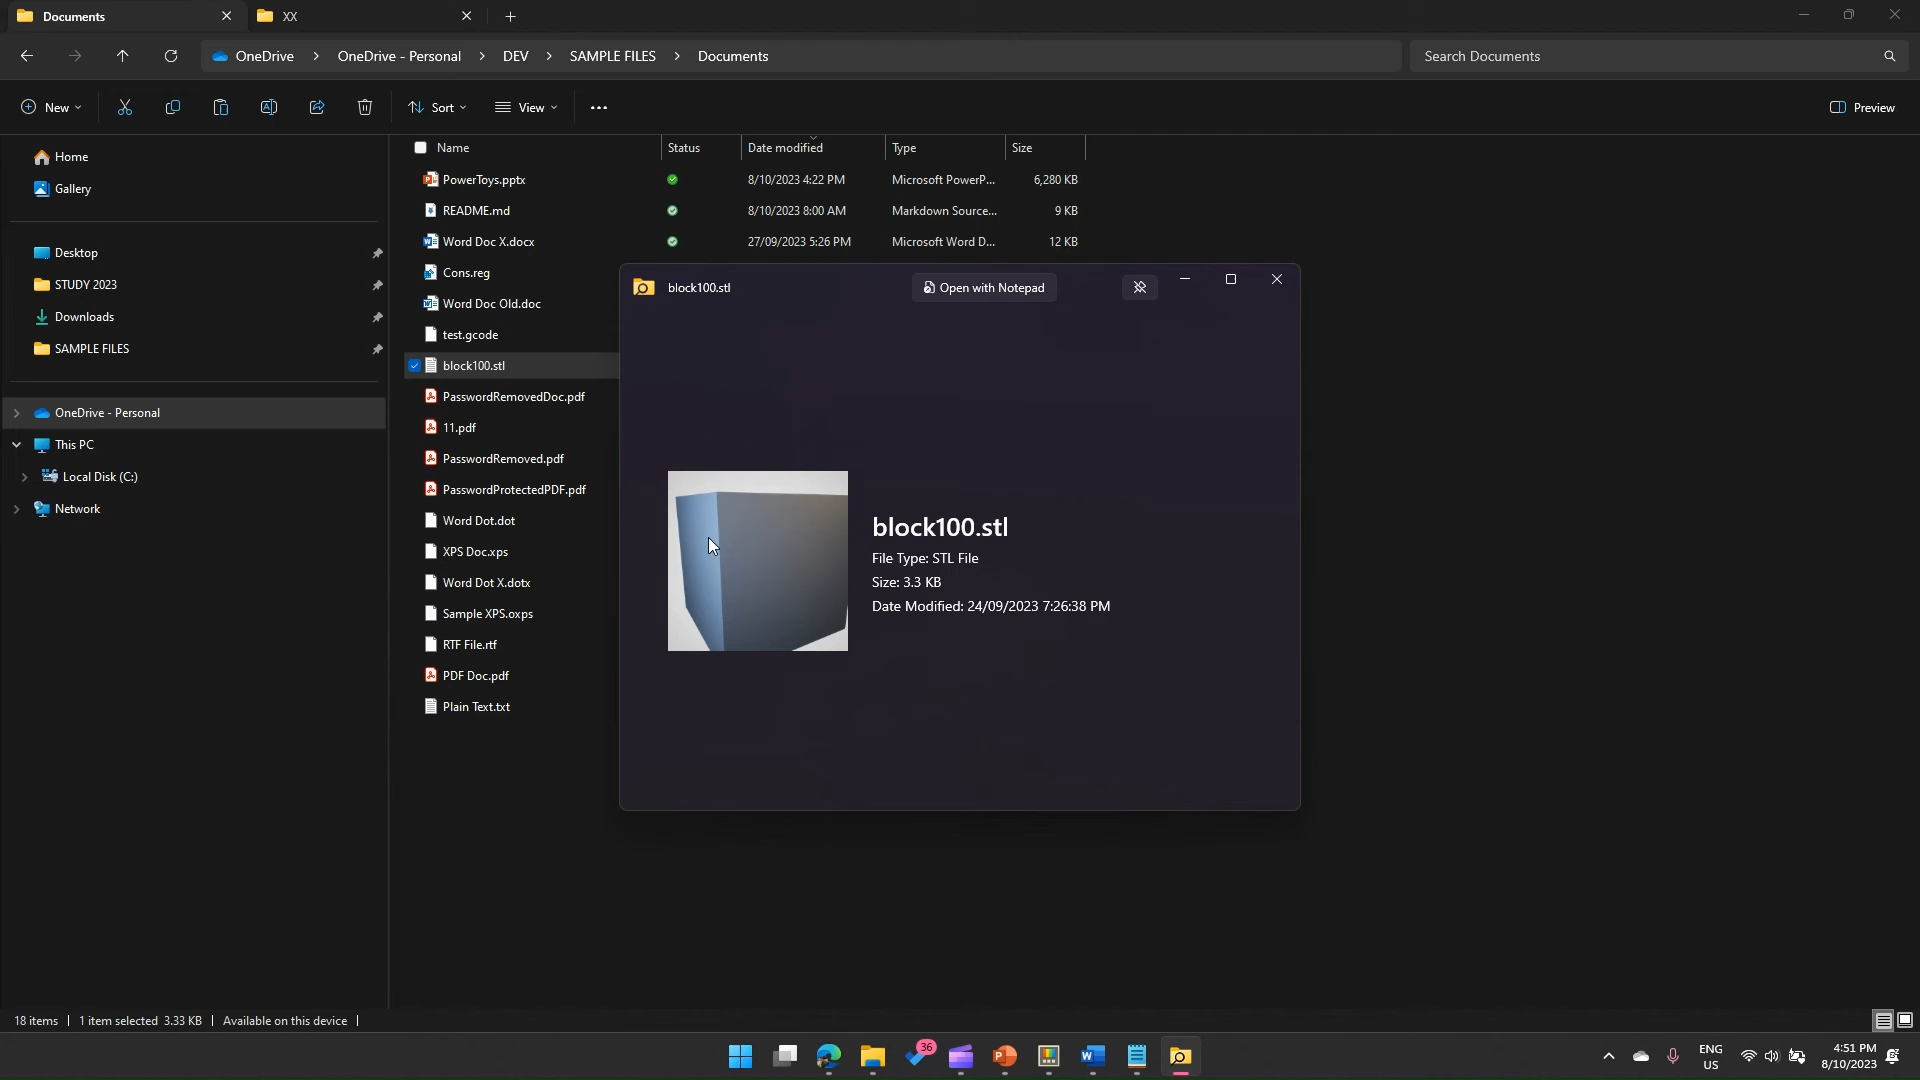 Documents
XX
OneDrive
OneDrive - Personal
DEV
SAMPLE FILES
Documents
Search Documents
New
Sort
View
Preview
Home
Gallery
Desktop
STUDY 2023
Downloads
SAMPLE FILES
OneDrive - Personal
This PC
Local Disk (C:)
Network
Name Status Date modified Type Size
PowerToys.pptx 8/10/2023 4:22 PM Microsoft PowerP... 6,280 KB
README.md 8/10/2023 8:00 AM Markdown Source... 9 KB
Word Doc X.docx 27/09/2023 5:26 PM Microsoft Word D... 12 KB
Cons.reg
Word Doc Old.doc
test.gcode
block100.stl
PasswordRemovedDoc.pdf
11.pdf
PasswordRemoved.pdf
PasswordProtectedPDF.pdf
Word Dot.dot
XPS Doc.xps
Word Dot X.dotx
Sample XPS.oxps
RTF File.rtf
PDF Doc.pdf
Plain Text.txt
block100.stl
Open with Notepad
block100.stl
File Type: STL File
Size: 3.3 KB
Date Modified: 24/09/2023 7:26:38 PM
18 items
1 item selected 3.33 KB
Available on this device
36
ENG
US
4:51 PM
8/10/2023